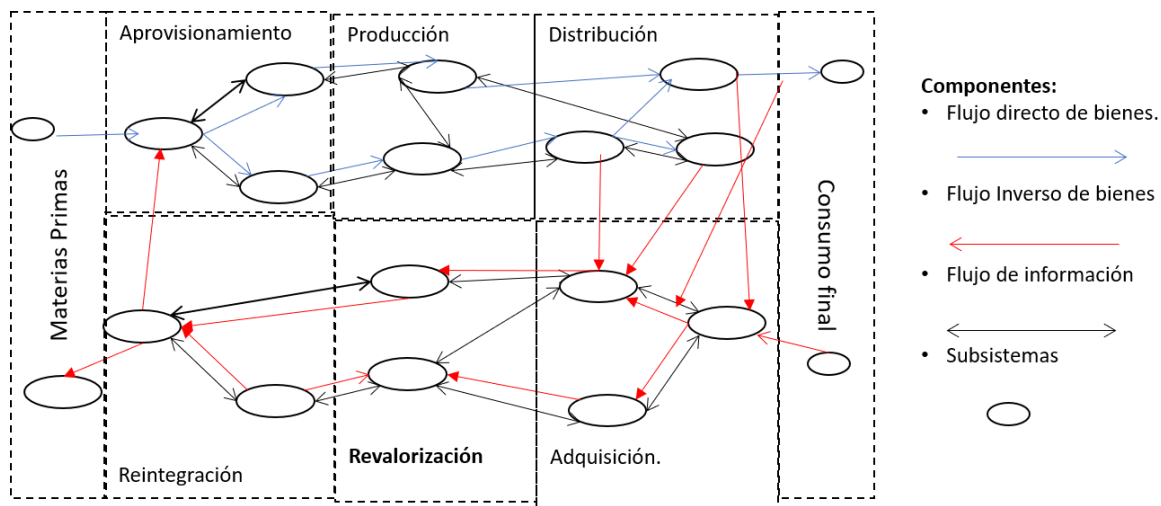 Aprovisionamiento
Producción
Distribución
Materias Primas
Consumo final
Reintegración
Revalorización
Adquisición.
Componentes:
• Flujo directo de bienes.
• Flujo Inverso de bienes
• Flujo de información
• Subsistemas